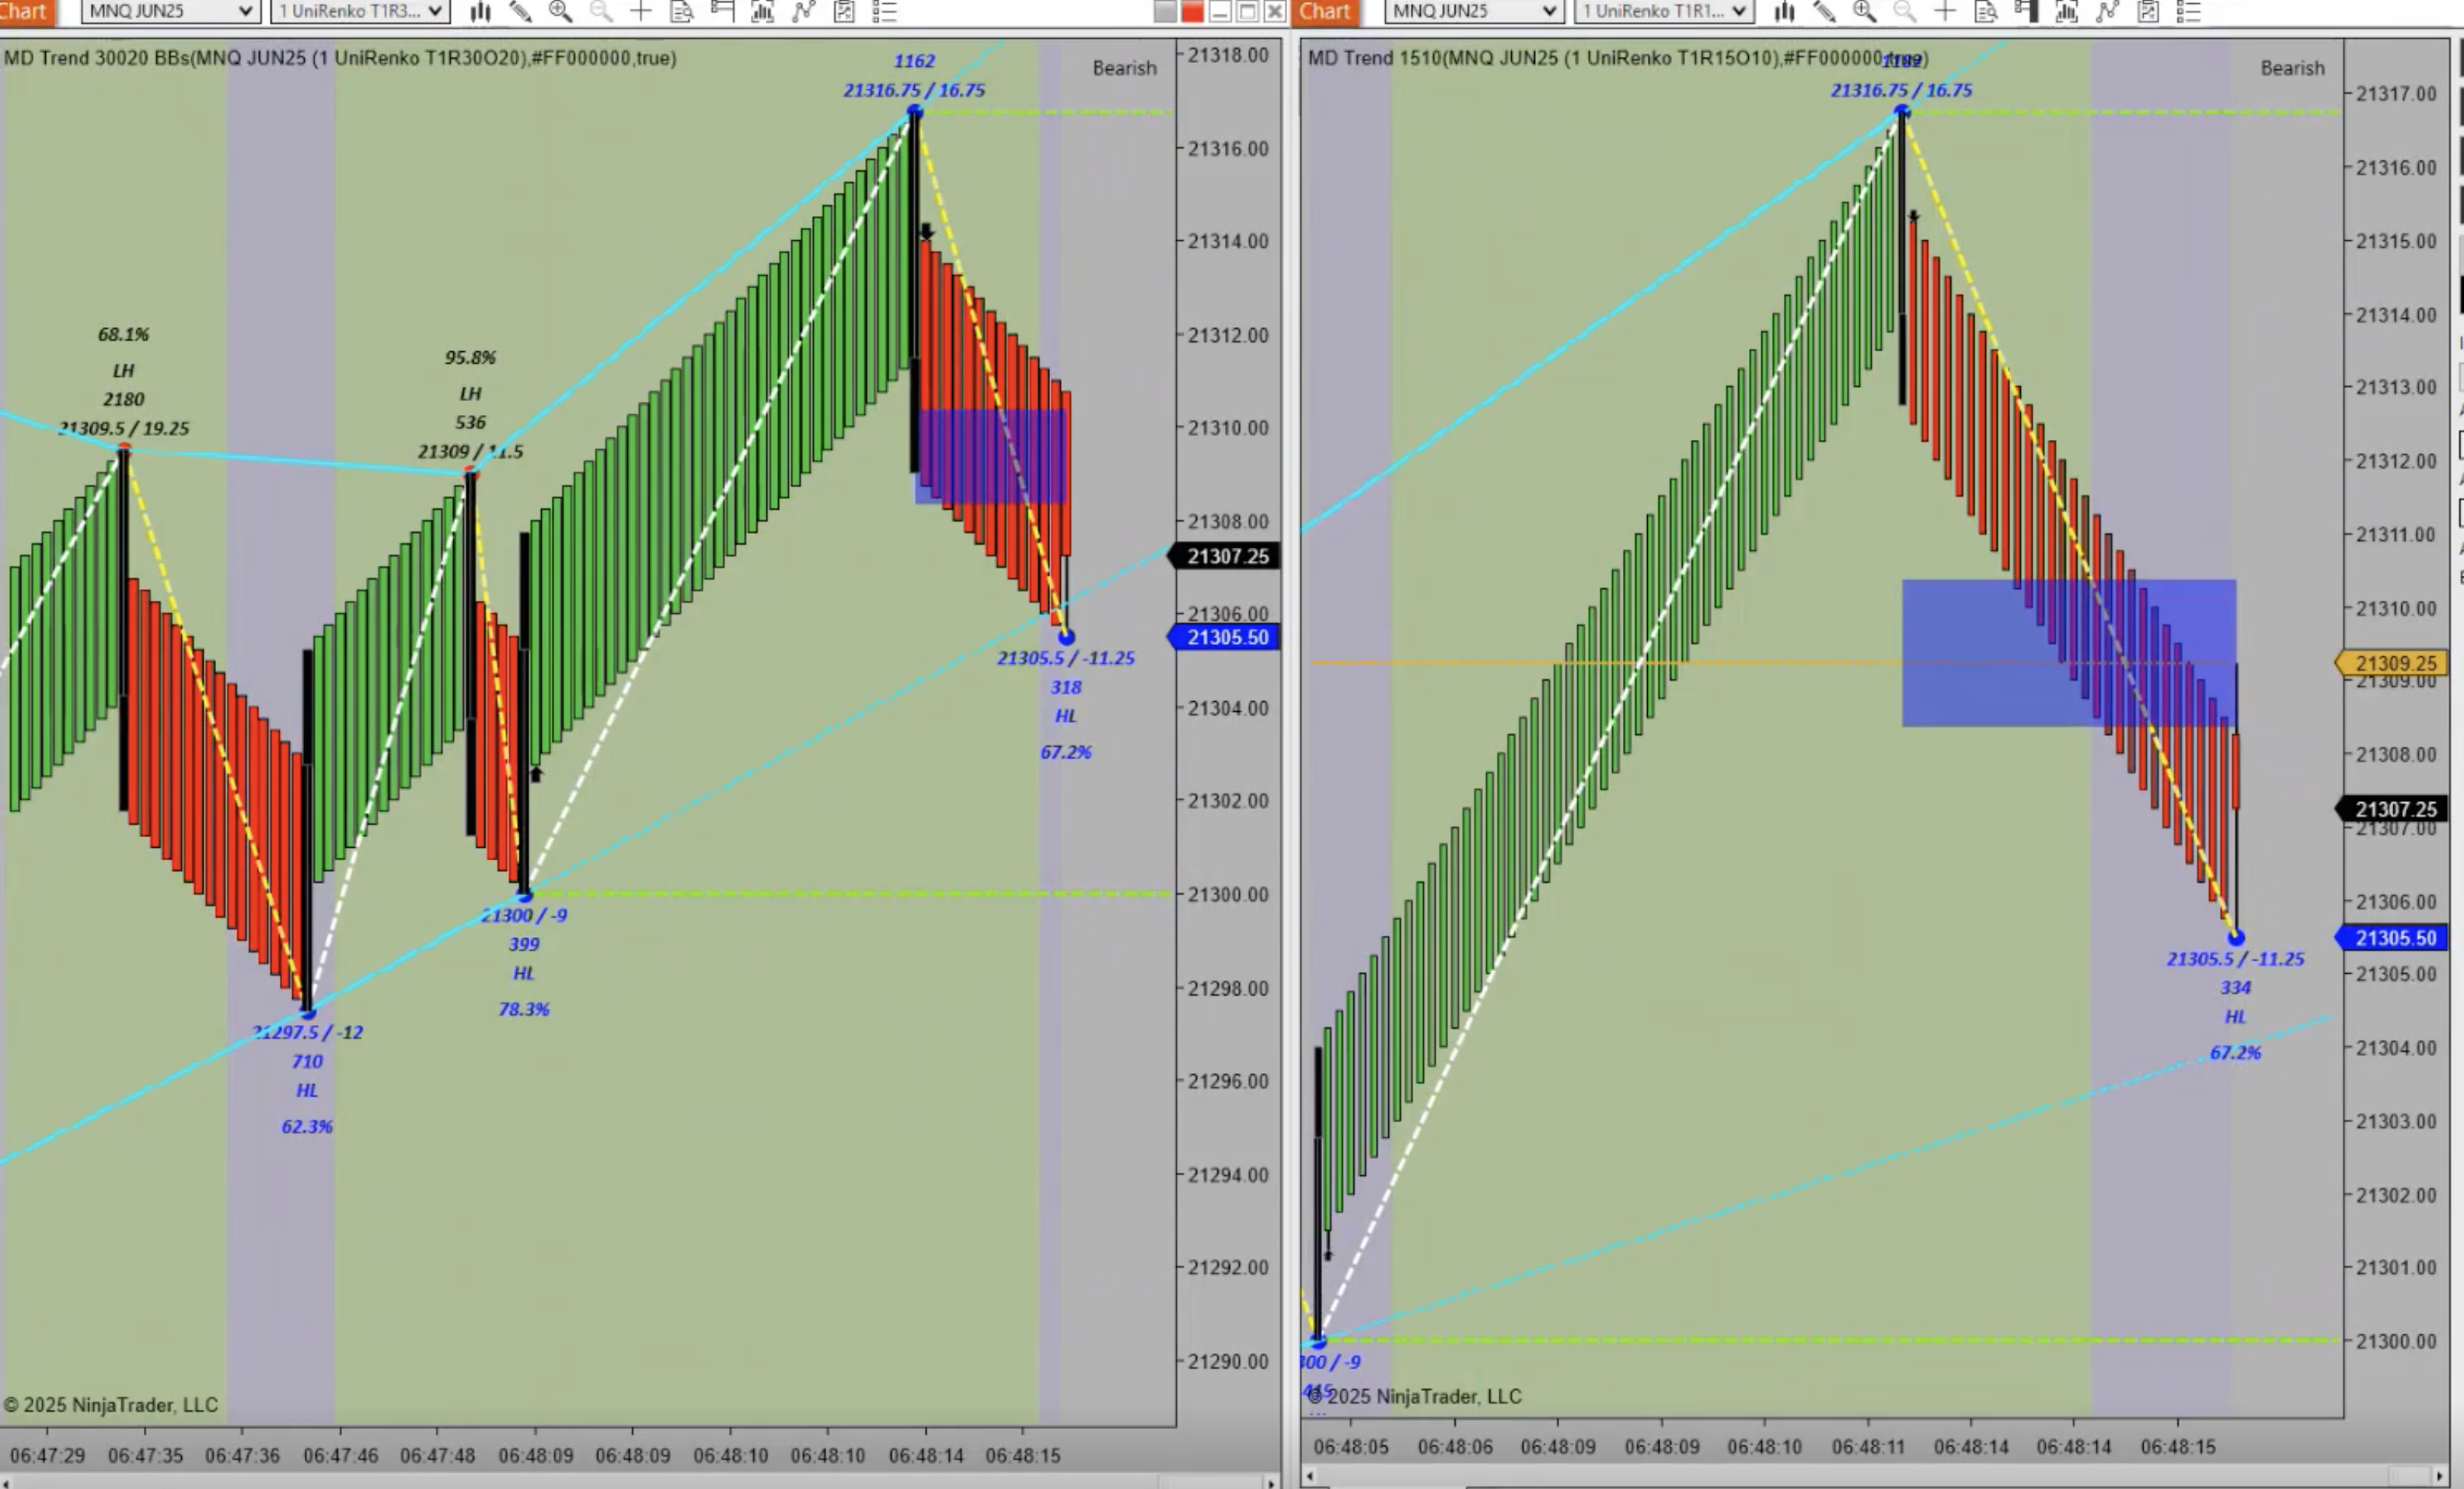 Chart
MNQ JUN25
1 UniRenko T1R3...
MD Trend 30020 BBs(MNQ JUN25 (1 UniRenko T1R30O20),#FF000000,true)
Bearish
1162
21316.75 / 16.75
68.1%
LH
2180
21309.5 / 19.25
95.8%
LH
536
21309 / 11.5
21305.5 / -11.25
318
HL
67.2%
21300 / -9
399
HL
78.3%
21297.5 / -12
710
HL
62.3%
21318.00
21316.00
21314.00
21312.00
21310.00
21308.00
21307.25
21306.00
21305.50
21304.00
21302.00
21300.00
21298.00
21296.00
21294.00
21292.00
21290.00
© 2025 NinjaTrader, LLC
06:47:29 06:47:35 06:47:36 06:47:46 06:47:48 06:48:09 06:48:09 06:48:10 06:48:10 06:48:14 06:48:15
Chart
MNQ JUN25
1 UniRenko T1R1...
MD Trend 1510(MNQ JUN25 (1 UniRenko T1R15O10),#FF000000,true)
Bearish
21316.75 / 16.75
21305.5 / -11.25
334
HL
67.2%
300 / -9
415
21317.00
21316.00
21315.00
21314.00
21313.00
21312.00
21311.00
21310.00
21309.25
21309.00
21308.00
21307.25
21307.00
21306.00
21305.50
21305.00
21304.00
21303.00
21302.00
21301.00
21300.00
© 2025 NinjaTrader, LLC
06:48:05 06:48:06 06:48:09 06:48:09 06:48:10 06:48:11 06:48:14 06:48:14 06:48:15